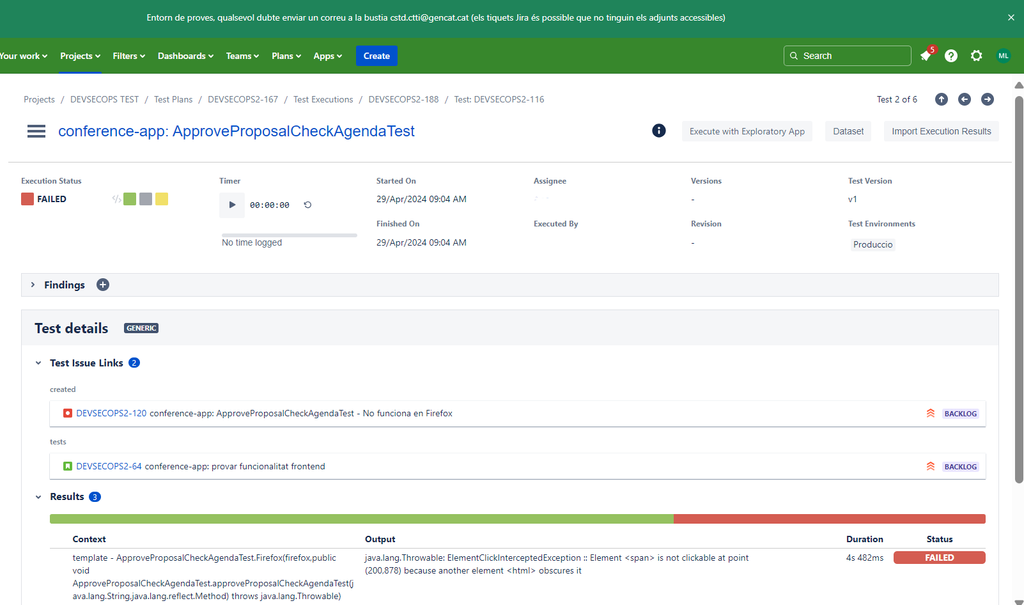 Entorn de proves, qualsevol dubte enviar un correu a la bustia cstd.ctti@gencat.cat (els tiquets Jira és possible que no tinguin els adjunts accessibles)
Your work Projects Filters Dashboards Teams Plans Apps Create Search 5 ML
Projects / DEVSECOPS TEST / Test Plans / DEVSECOPS2-167 / Test Executions / DEVSECOPS2-188 / Test: DEVSECOPS2-116 Test 2 of 6
conference-app: ApproveProposalCheckAgendaTest Execute with Exploratory App Dataset Import Execution Results
Execution Status Timer Started On Assignee Versions Test Version
FAILED 00:00:00 29/Apr/2024 09:04 AM - v1
Finished On Executed By Revision Test Environments
No time logged 29/Apr/2024 09:04 AM - Produccio
Findings
Test details GENERIC
Test Issue Links 2
created
DEVSECOPS2-120 conference-app: ApproveProposalCheckAgendaTest - No funciona en Firefox BACKLOG
tests
DEVSECOPS2-64 conference-app: provar funcionalitat frontend BACKLOG
Results 3
Context Output Duration Status
template - ApproveProposalCheckAgendaTest.Firefox(firefox,public java.lang.Throwable: ElementClickInterceptedException :: Element <span> is not clickable at point 4s 482ms FAILED
void (200,878) because another element <html> obscures it
ApproveProposalCheckAgendaTest.approveProposalCheckAgendaTest(j
ava.lang.String,java.lang.reflect.Method) throws java.lang.Throwable)